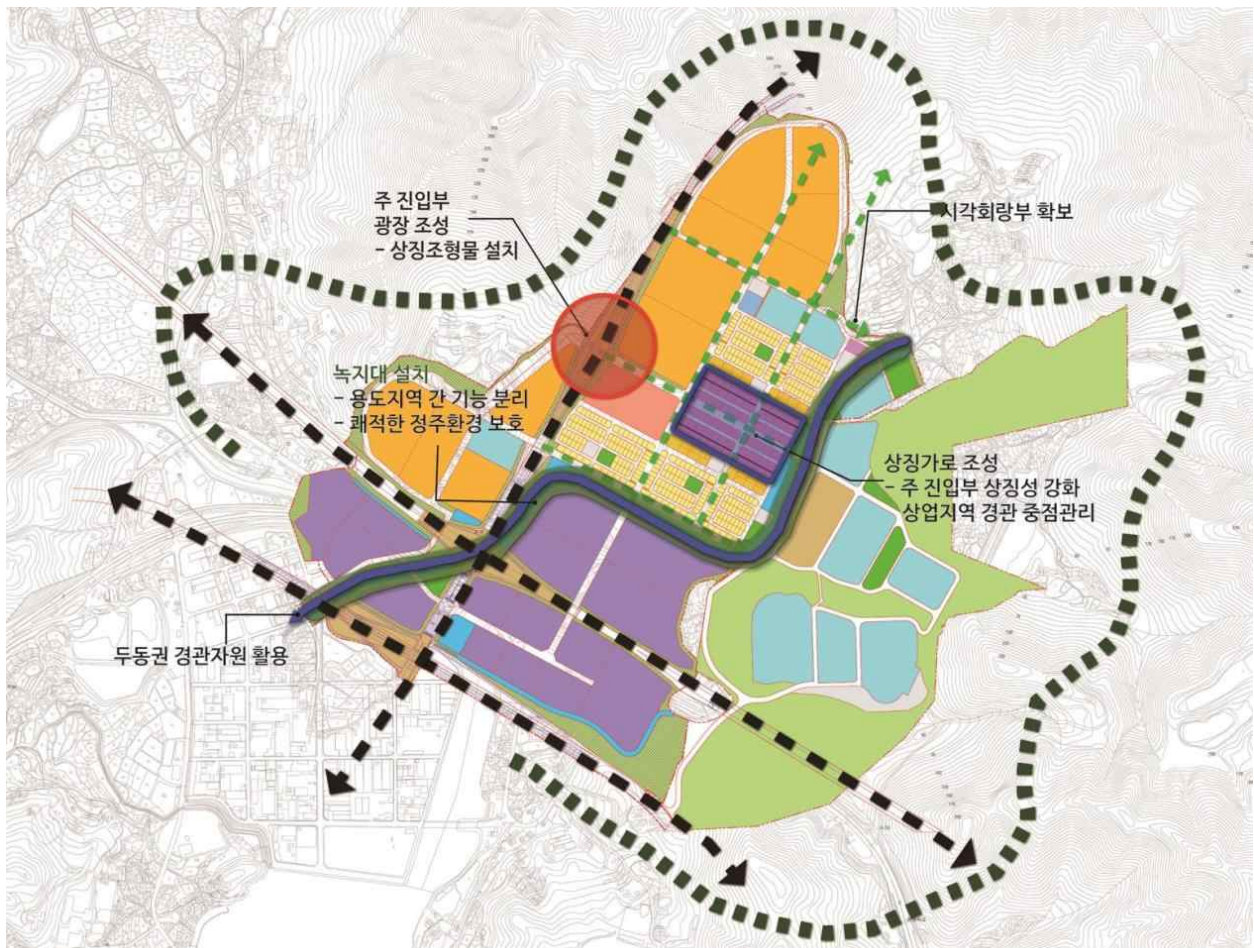 주 진입부
광장 조성
- 상징조형물 설치
시각회랑부 확보
녹지대 설치
- 용도지역 간 기능 분리
- 쾌적한 정주환경 보호
상징가로 조성
- 주 진입부 상징성 강화
상업지역 경관 중점관리
두동권 경관자원 활용